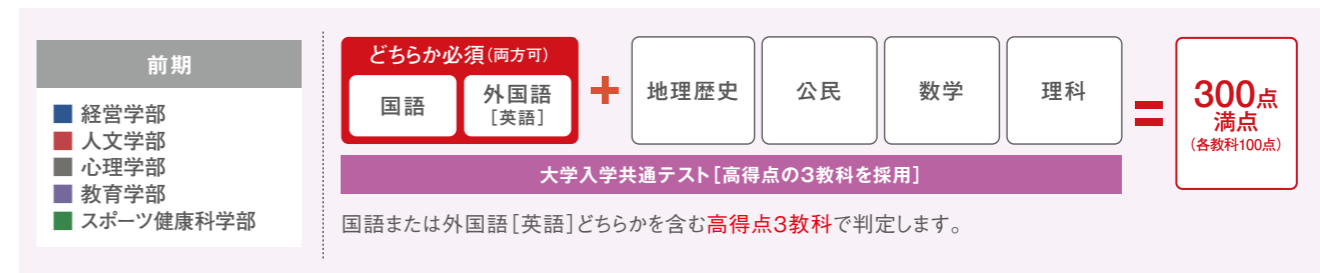 前期
経営学部
人文学部
心理学部
教育学部
スポーツ健康科学部
どちらか必須(両方可)
国語
外国語
[英語]
+
地理歴史
公民
数学
理科
=
300点
満点
(各教科100点)
大学入学共通テスト[高得点の3教科を採用]
国語または外国語[英語]どちらかを含む高得点3教科で判定します。